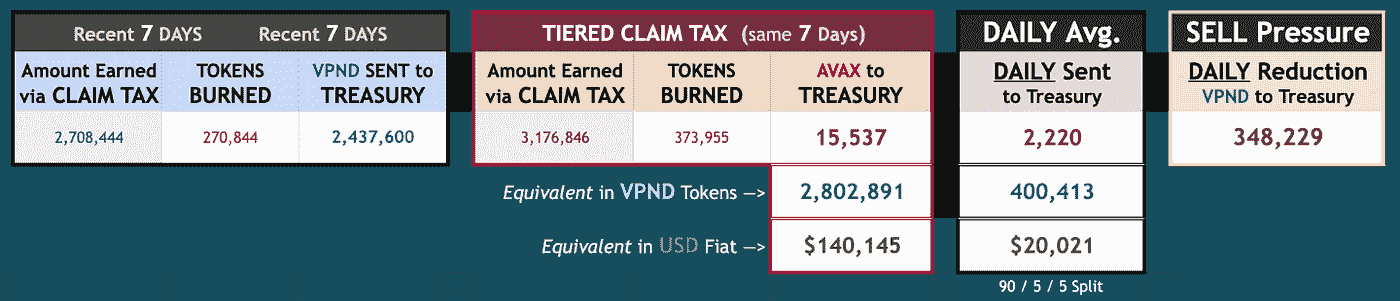 Recent 7 DAYS Recent 7 DAYS
Amount Earned via CLAIM TAX
TOKENS BURNED
VPND SENT to TREASURY
2,708,444 270,844 2,437,600
TIERED CLAIM TAX (same 7 Days)
Amount Earned via CLAIM TAX
TOKENS BURNED
AVAX to TREASURY
3,176,846 373,955 15,537
Equivalent in VPND Tokens —> 2,802,891
Equivalent in USD Fiat —> $140,145
DAILY Avg.
DAILY Sent
to Treasury
2,220
400,413
$20,021
90 / 5 / 5 Split
SELL Pressure
DAILY Reduction
VPND to Treasury
348,229